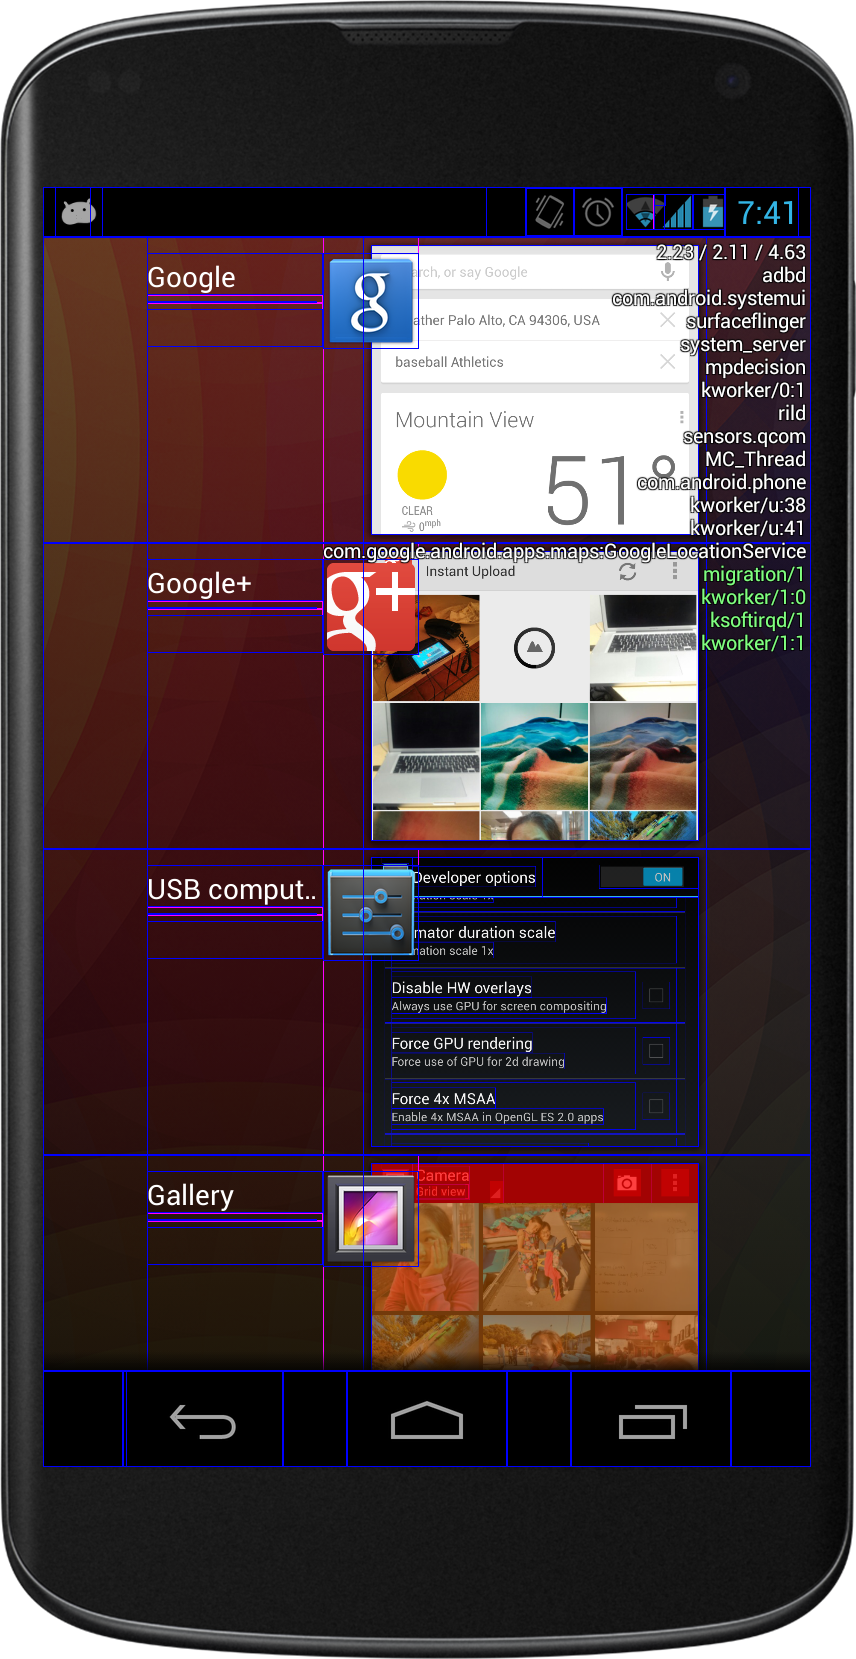 7:41
2.23 / 2.11 / 4.63
adbd
com.android.systemui
surfaceflinger
system_server
mpdecision
kworker/0:1
rild
sensors.qcom
MC_Thread
com.android.phone
kworker/u:38
kworker/u:41
com.google.android.apps.maps:GoogleLocationService
migration/1
kworker/1:0
ksoftirqd/1
kworker/1:1
Google
g
or say Google
Palo Alto, CA 94306, USA
baseball Athletics
Mountain View
51°
CLEAR
0mph
Google+
g+
Instant Upload
USB comput..
Developer options
ON
scale 1x
duration scale
scale 1x
Disable HW overlays
Always use GPU for screen compositing
Force GPU rendering
Force use of GPU for 2d drawing
Force 4x MSAA
Enable 4x MSAA in OpenGL ES 2.0 apps
Gallery
Camera
Grid view